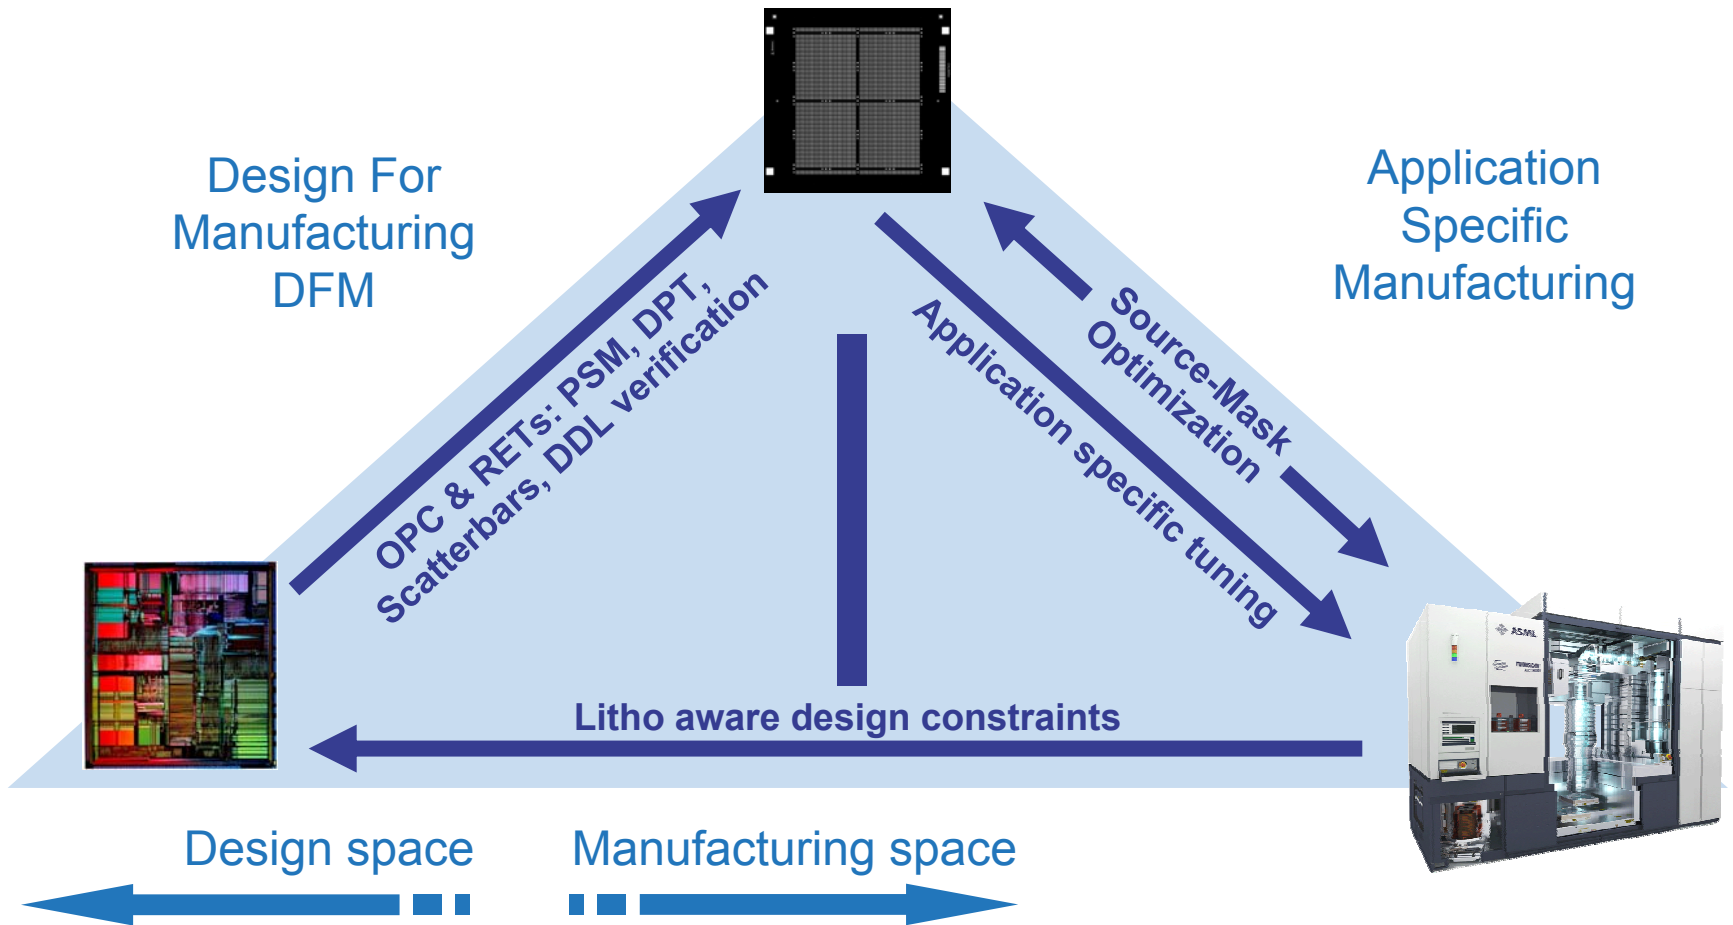 Design For
Manufacturing
DFM
Application
Specific
Manufacturing
OPC & RETs: PSM, DPT,
Scatterbars, DDL verification
Source-Mask
Optimization
Application specific tuning
Litho aware design constraints
ASML
Design space
Manufacturing space